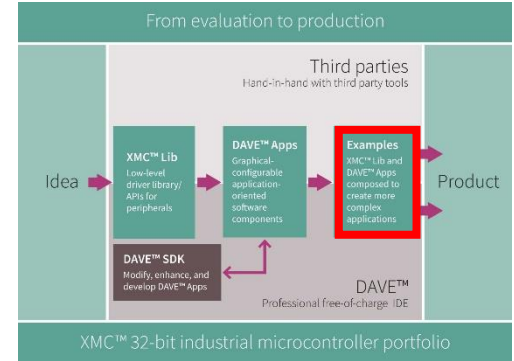 From evaluation to production
Third parties
Hand-in-hand with third party tools
Idea
XMC™ Lib
Low-level
driver library/
APIs for
peripherals
DAVE™ Apps
Graphical-
configurable
application-
oriented
software
components
Examples
XMC™ Lib and
DAVE™ Apps
composed to
create more
complex
applications
Product
DAVE™ SDK
Modify, enhance, and
develop DAVE™ Apps
DAVE™
Professional free-of-charge IDE
XMC™ 32-bit industrial microcontroller portfolio